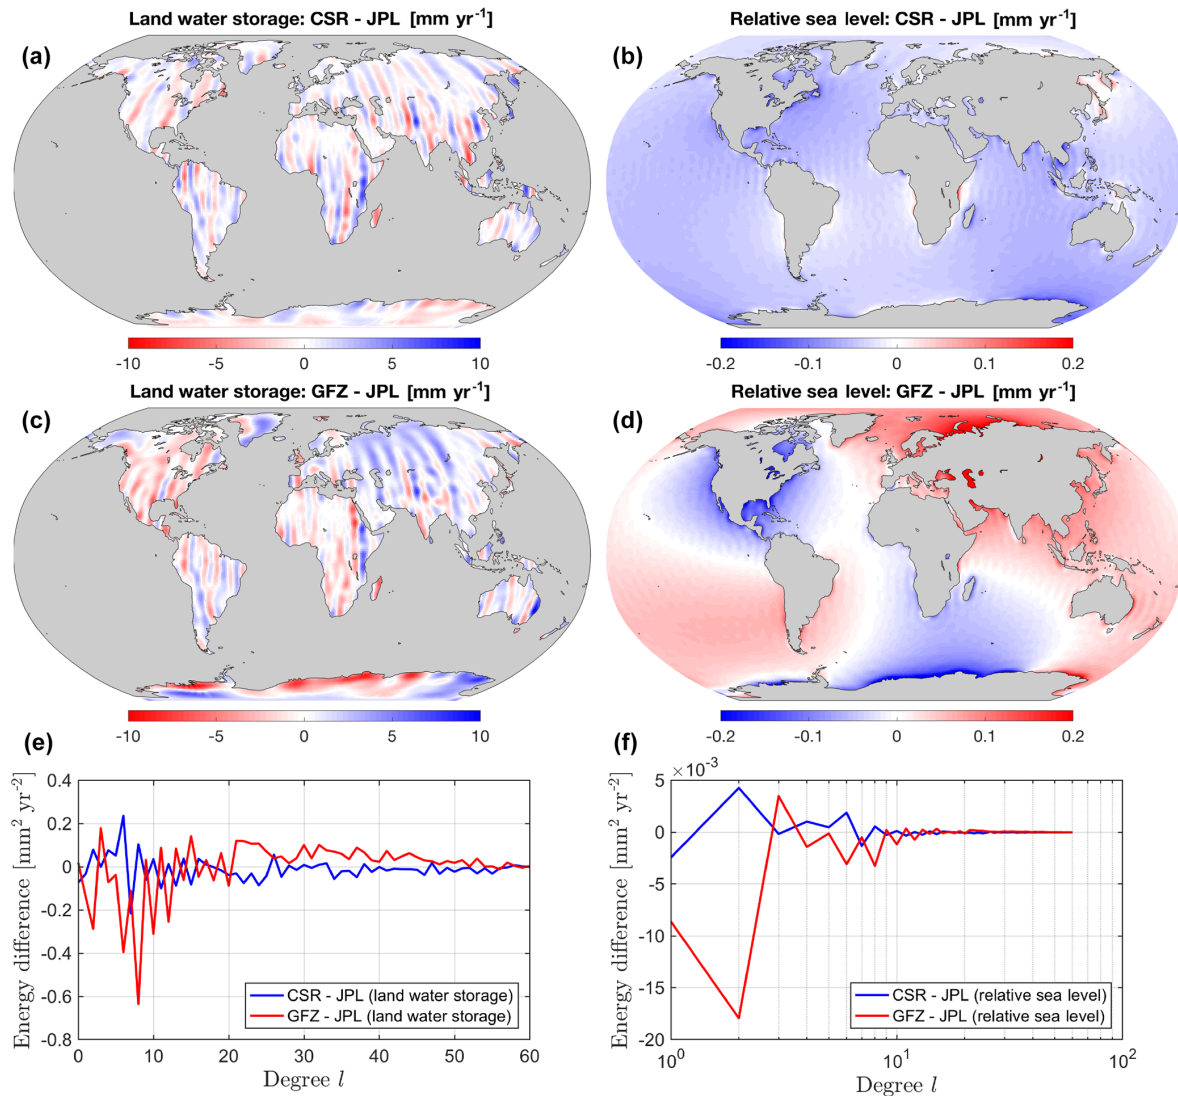 Land water storage: CSR - JPL [mm yr⁻¹]
Relative sea level: CSR - JPL [mm yr⁻¹]
(a)
(b)
-10 -5 0 5 10
-0.2 -0.1 0 0.1 0.2
Land water storage: GFZ - JPL [mm yr⁻¹]
Relative sea level: GFZ - JPL [mm yr⁻¹]
(c)
(d)
-10 -5 0 5 10
-0.2 -0.1 0 0.1 0.2
(e)
Energy difference [mm² yr⁻²]
0.4
0.2
0
-0.2
-0.4
-0.6
-0.8
CSR - JPL (land water storage)
GFZ - JPL (land water storage)
0 10 20 30 40 50 60
Degree l
(f)
×10⁻³
Energy difference [mm² yr⁻²]
5
0
-5
-10
-15
-20
CSR - JPL (relative sea level)
GFZ - JPL (relative sea level)
10⁰ 10¹ 10²
Degree l